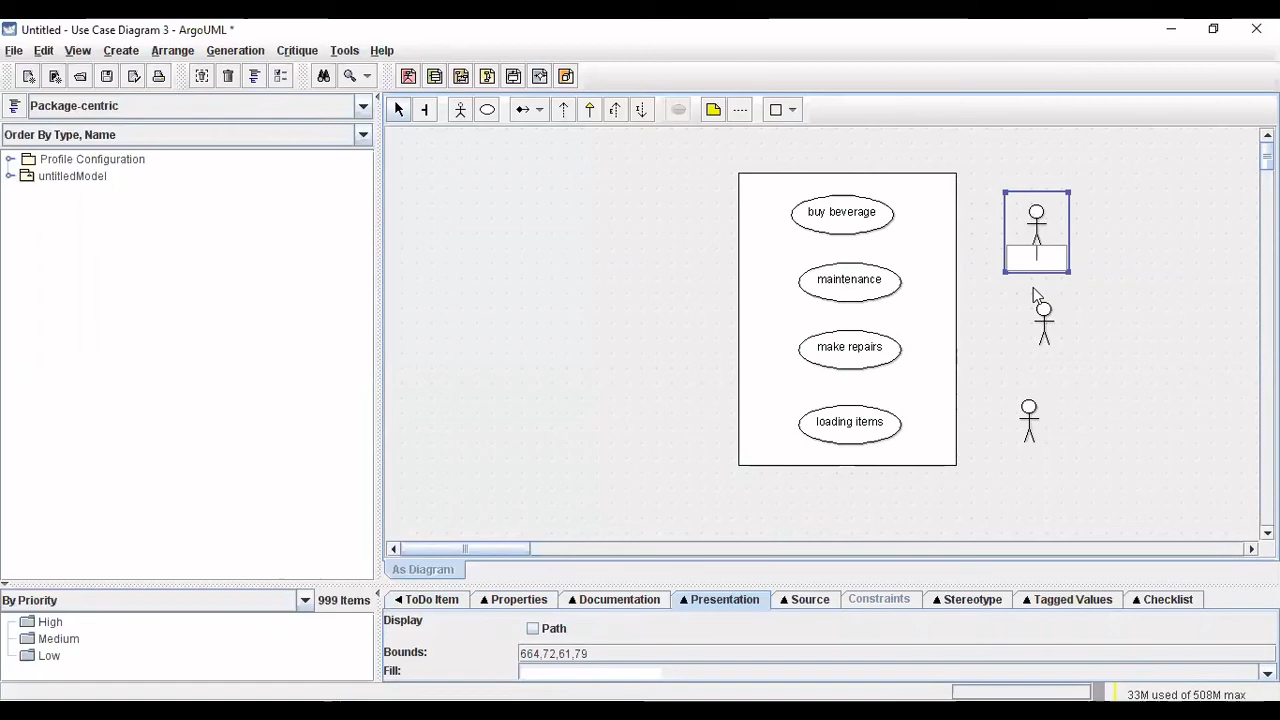 Untitled - Use Case Diagram 3 - ArgoUML *
File Edit View Create Arrange Generation Critique Tools Help
Package-centric
Order By Type, Name
Profile Configuration
untitledModel
buy beverage
maintenance
make repairs
loading items
As Diagram
By Priority 999 Items
High
Medium
Low
ToDo Item Properties Documentation Presentation Source Constraints Stereotype Tagged Values Checklist
Display
Path
Bounds: 664,72,61,79
Fill:
33M used of 508M max